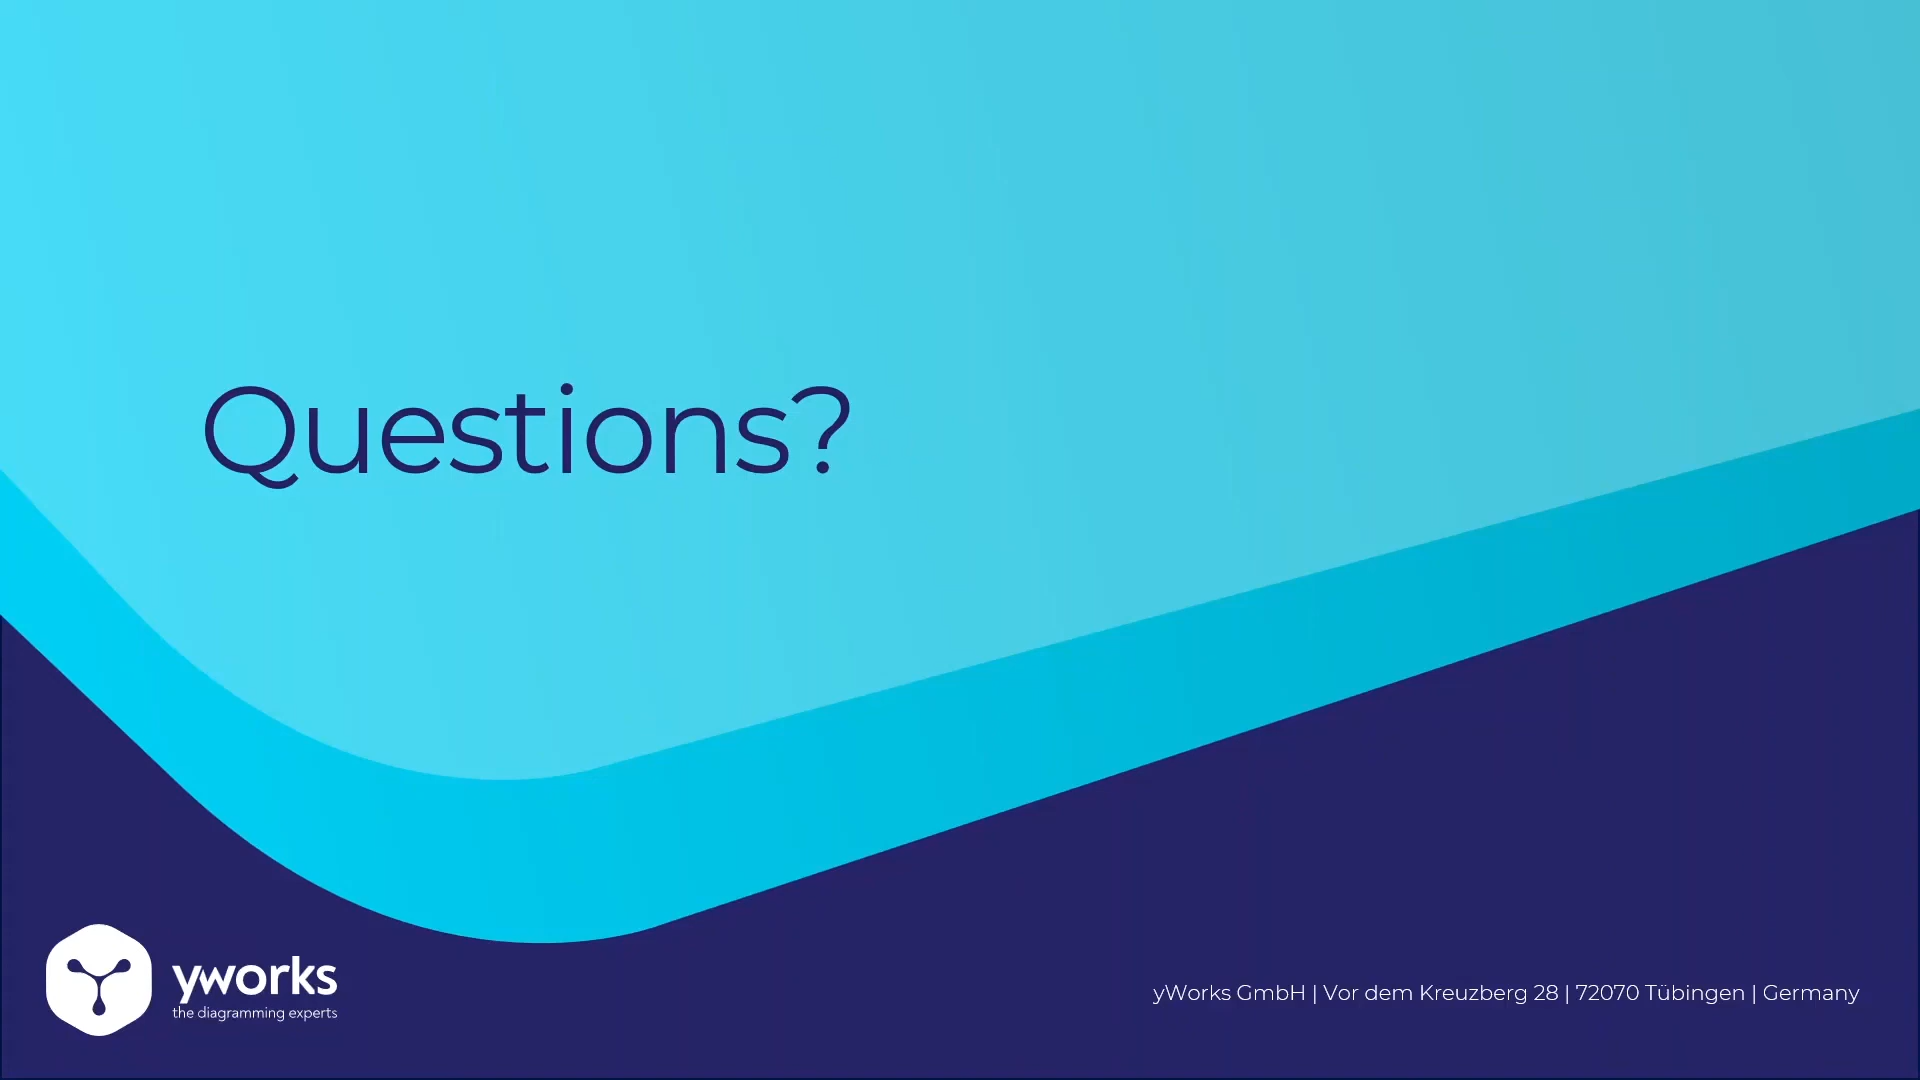 Questions?
yworks
the diagramming experts
yWorks GmbH | Vor dem Kreuzberg 28 | 72070 Tübingen | Germany